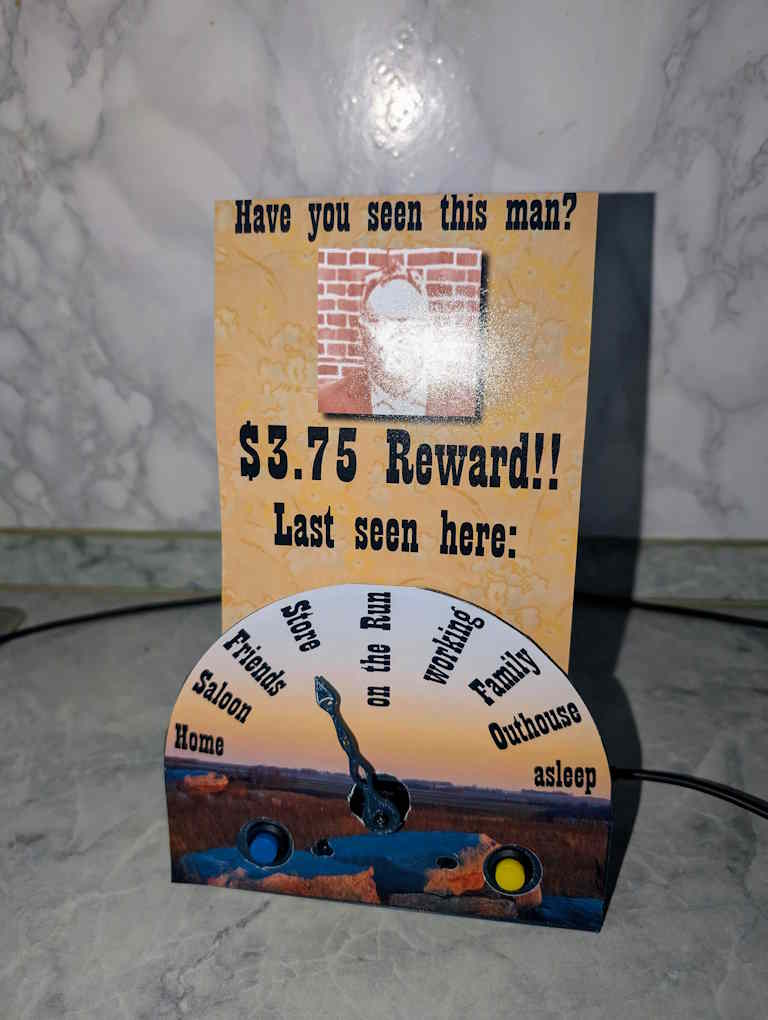 Have you seen this man?
$3.75 Reward!!
Last seen here:
Home
Saloon
Friends
Store
on the Run
working
Family
Outhouse
asleep